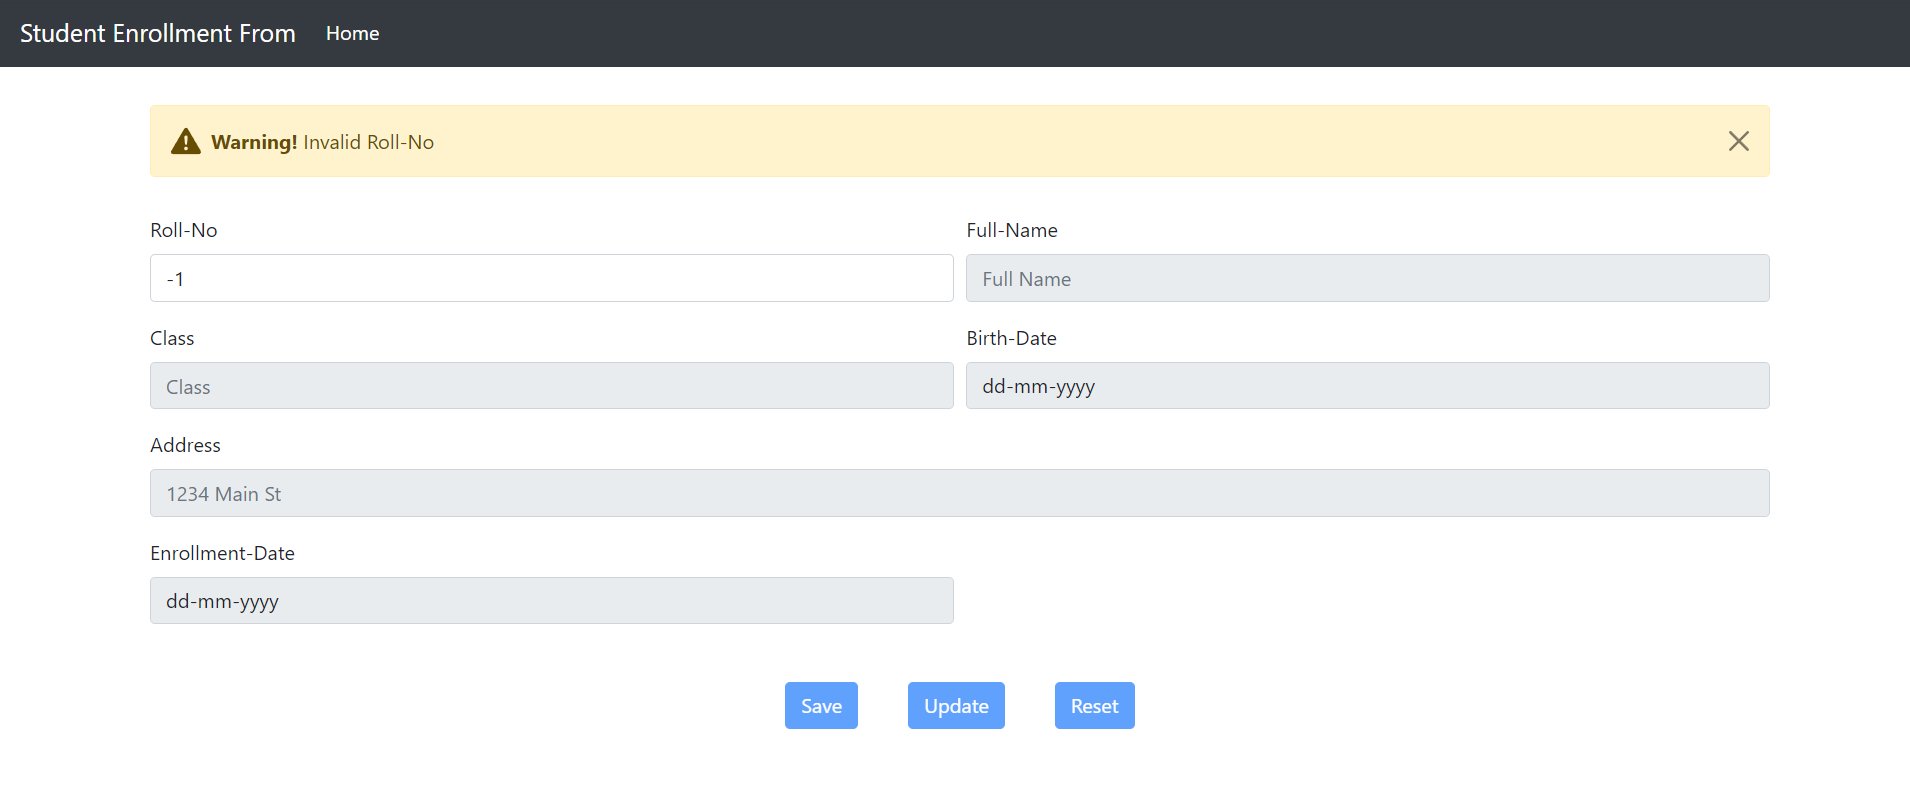 Student Enrollment From Home
Warning! Invalid Roll-No
Roll-No Full-Name
-1 Full Name
Class Birth-Date
Class dd-mm-yyyy
Address
1234 Main St
Enrollment-Date
dd-mm-yyyy
Save Update Reset